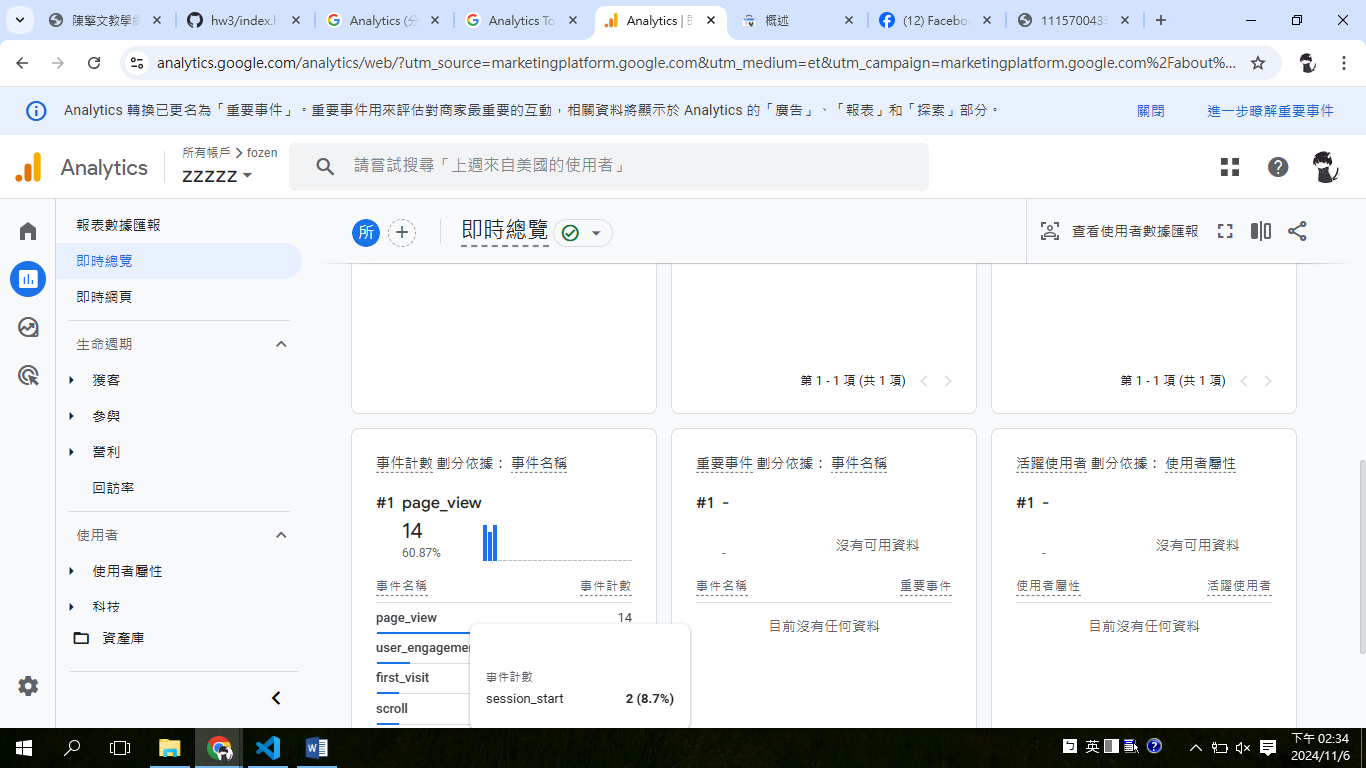 陳擎文教學網
hw3/index.h
Analytics (分
Analytics To
Analytics | 即
概述
(12) Facebo
1115700435
analytics.google.com/analytics/web/?utm_source=marketingplatform.google.com&utm_medium=et&utm_campaign=marketingplatform.google.com%2Fabout%...
Analytics 轉換已更名為「重要事件」。重要事件用來評估對商家最重要的互動，相關資料將顯示於 Analytics 的「廣告」、「報表」和「探索」部分。
關閉
進一步瞭解重要事件
Analytics
所有帳戶 > fozen
zzzzz
請嘗試搜尋「上週來自美國的使用者」
報表數據匯報
即時總覽
即時網頁
生命週期
獲客
參與
營利
回訪率
使用者
使用者屬性
科技
資產庫
所
即時總覽
查看使用者數據匯報
第 1 - 1 項 (共 1 項)
第 1 - 1 項 (共 1 項)
事件計數 劃分依據： 事件名稱
#1 page_view
14
60.87%
事件名稱 事件計數
page_view 14
user_engagemen
first_visit
scroll
事件計數
session_start 2 (8.7%)
重要事件 劃分依據： 事件名稱
#1 -
-
沒有可用資料
事件名稱 重要事件
目前沒有任何資料
活躍使用者 劃分依據： 使用者屬性
#1 -
-
沒有可用資料
使用者屬性 活躍使用者
目前沒有任何資料
英
下午 02:34
2024/11/6